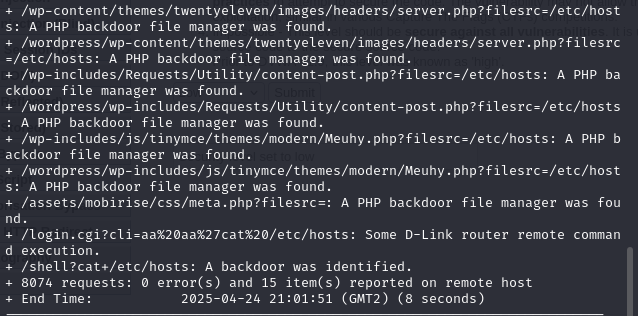 + /wp-content/themes/twentyeleven/images/headers/server.php?filesrc=/etc/host
s: A PHP backdoor file manager was found.
+ /wordpress/wp-content/themes/twentyeleven/images/headers/server.php?filesrc
=/etc/hosts: A PHP backdoor file manager was found.
+ /wp-includes/Requests/Utility/content-post.php?filesrc=/etc/hosts: A PHP ba
ckdoor file manager was found.
+ /wordpress/wp-includes/Requests/Utility/content-post.php?filesrc=/etc/hosts
: A PHP backdoor file manager was found.
+ /wp-includes/js/tinymce/themes/modern/Meuhy.php?filesrc=/etc/hosts: A PHP b
ackdoor file manager was found.
+ /wordpress/wp-includes/js/tinymce/themes/modern/Meuhy.php?filesrc=/etc/host
s: A PHP backdoor file manager was found.
+ /assets/mobirise/css/meta.php?filesrc=: A PHP backdoor file manager was fou
nd.
+ /login.cgi?cli=aa%20aa%27cat%20/etc/hosts: Some D-Link router remote comman
d execution.
+ /shell?cat+/etc/hosts: A backdoor was identified.
+ 8074 requests: 0 error(s) and 15 item(s) reported on remote host
+ End Time:           2025-04-24 21:01:51 (GMT2) (8 seconds)